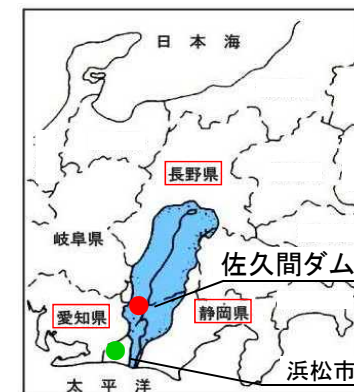 日本海
長野県
岐阜県
佐久間ダム
愛知県
静岡県
浜松市
太平洋